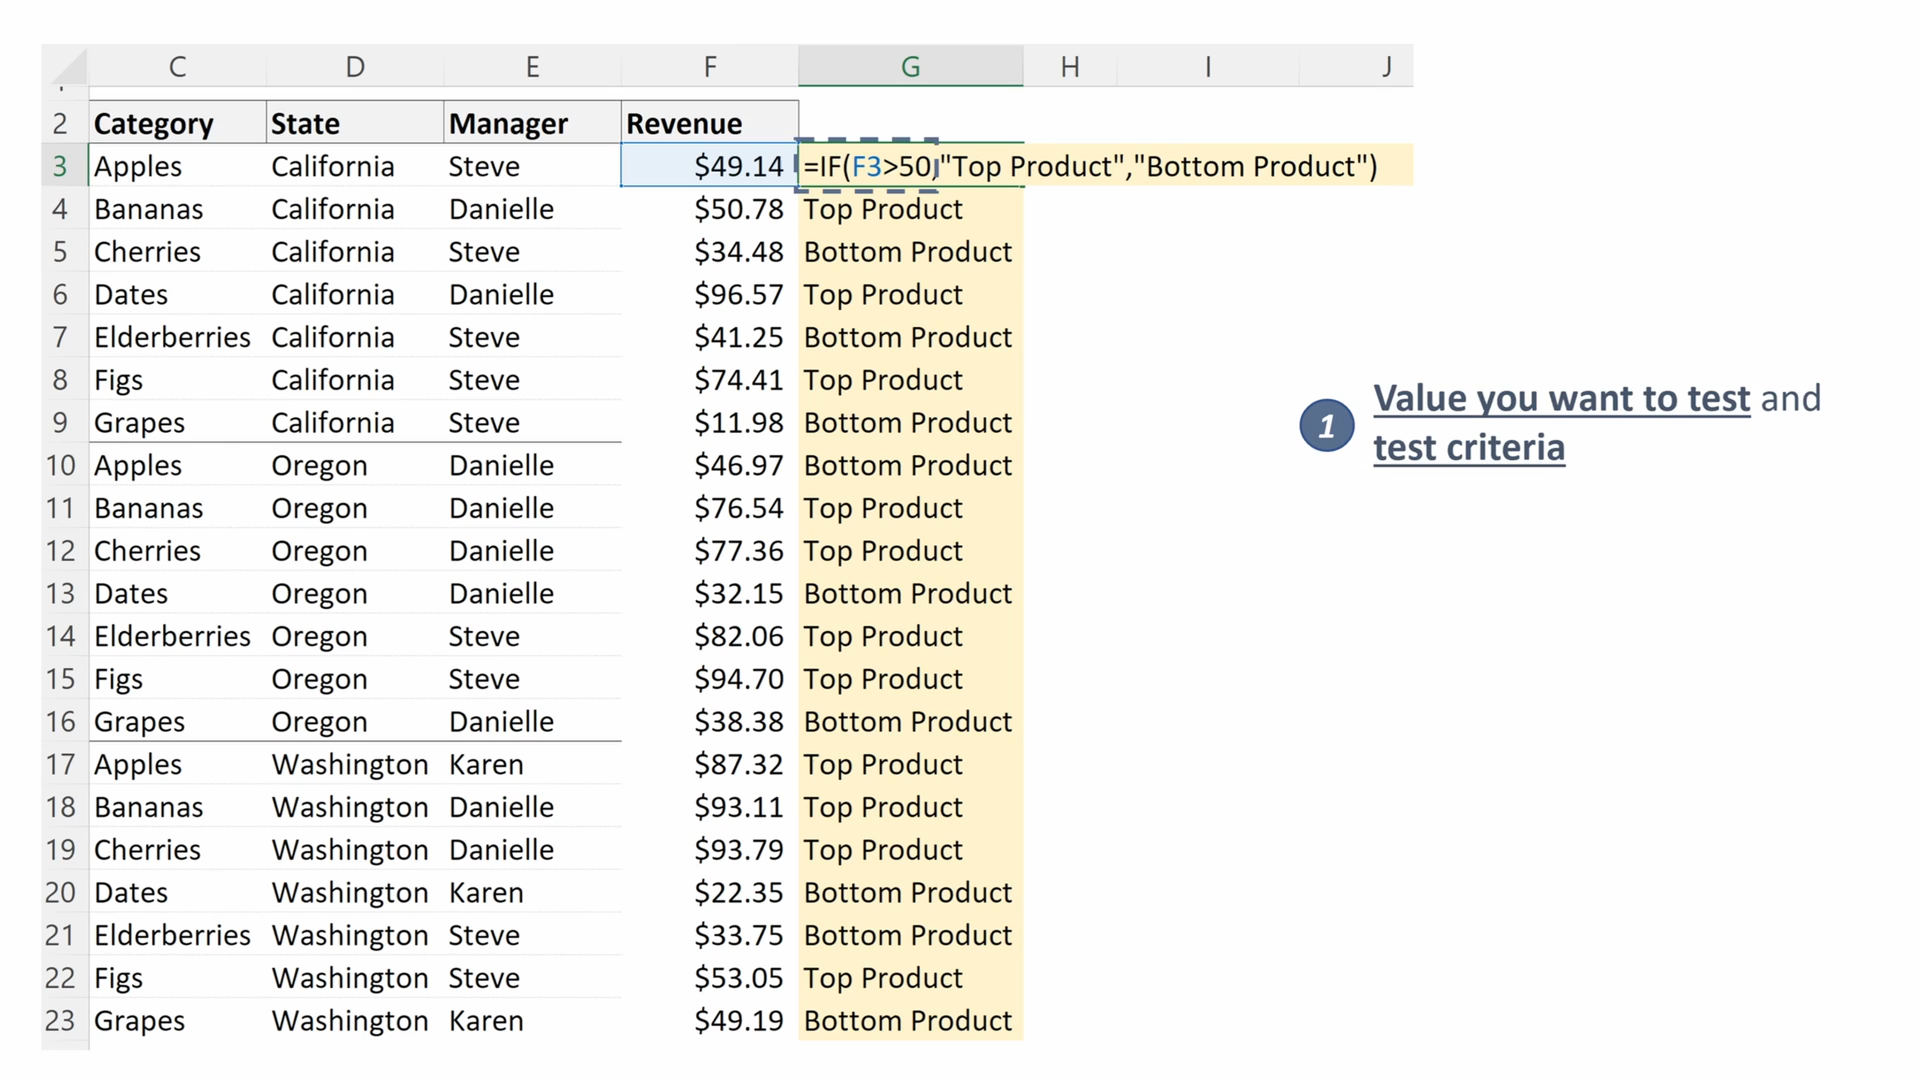 C D E F G H I J
2 Category State Manager Revenue
3 Apples California Steve $49.14 =IF(F3>50,"Top Product","Bottom Product")
4 Bananas California Danielle $50.78 Top Product
5 Cherries California Steve $34.48 Bottom Product
6 Dates California Danielle $96.57 Top Product
7 Elderberries California Steve $41.25 Bottom Product
8 Figs California Steve $74.41 Top Product
9 Grapes California Steve $11.98 Bottom Product
10 Apples Oregon Danielle $46.97 Bottom Product
11 Bananas Oregon Danielle $76.54 Top Product
12 Cherries Oregon Danielle $77.36 Top Product
13 Dates Oregon Danielle $32.15 Bottom Product
14 Elderberries Oregon Steve $82.06 Top Product
15 Figs Oregon Steve $94.70 Top Product
16 Grapes Oregon Danielle $38.38 Bottom Product
17 Apples Washington Karen $87.32 Top Product
18 Bananas Washington Danielle $93.11 Top Product
19 Cherries Washington Danielle $93.79 Top Product
20 Dates Washington Karen $22.35 Bottom Product
21 Elderberries Washington Steve $33.75 Bottom Product
22 Figs Washington Steve $53.05 Top Product
23 Grapes Washington Karen $49.19 Bottom Product
1 Value you want to test and
test criteria